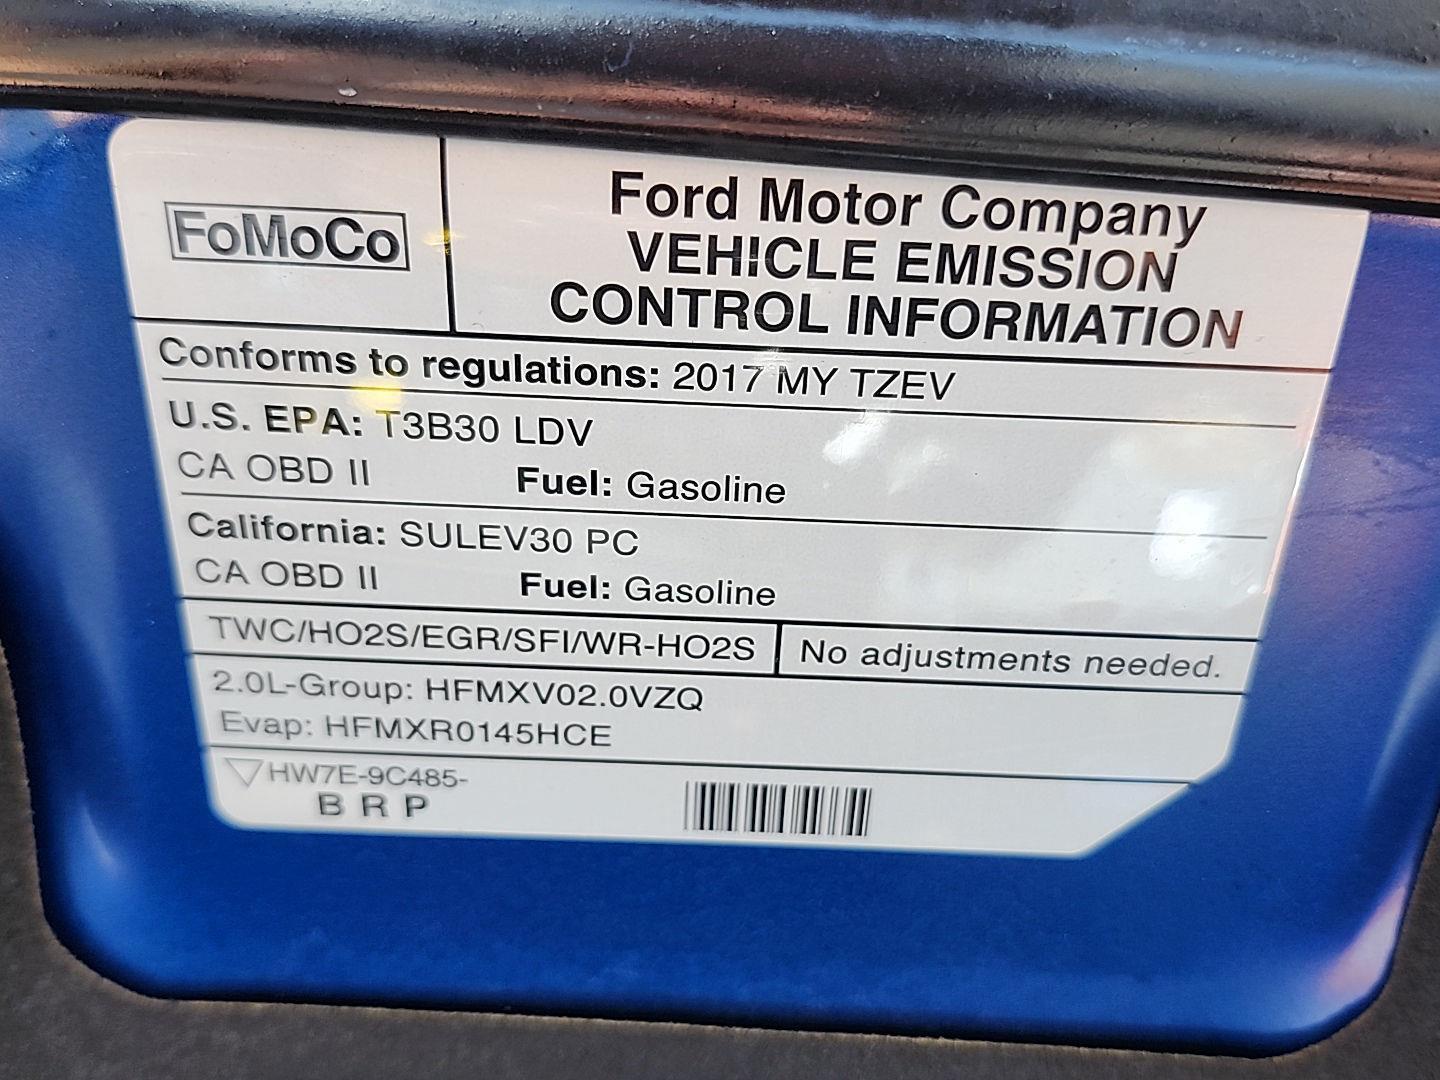 FoMoCo
Ford Motor Company
VEHICLE EMISSION
CONTROL INFORMATION
Conforms to regulations: 2017 MY TZEV
U.S. EPA: T3B30 LDV
CA OBD II Fuel: Gasoline
California: SULEV30 PC
CA OBD II Fuel: Gasoline
TWC/HO2S/EGR/SFI/WR-HO2S
No adjustments needed.
2.0L-Group: HFMXV02.0VZQ
Evap: HFMXR0145HCE
HW7E-9C485-
B R P